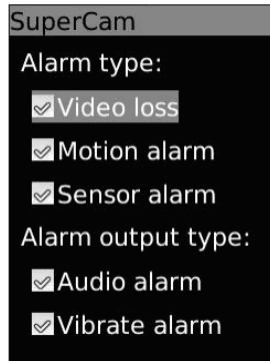 SuperCam
Alarm type:
Video loss
Motion alarm
Sensor alarm
Alarm output type:
Audio alarm
Vibrate alarm